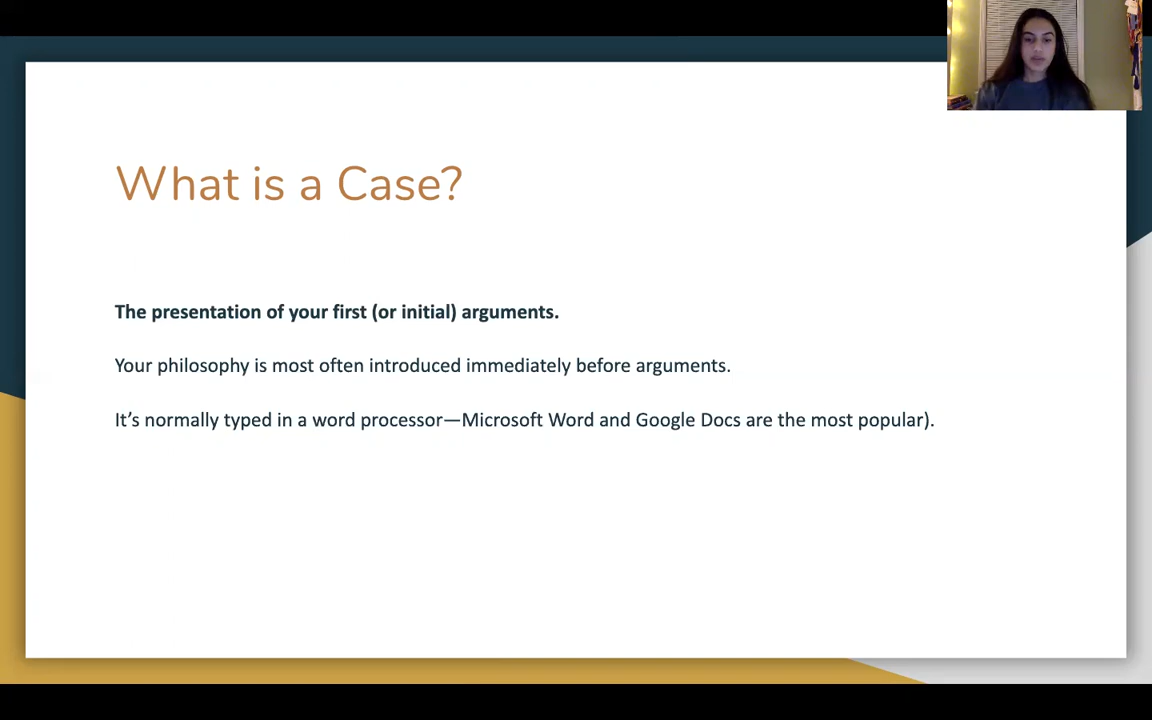 What is a Case?
The presentation of your first (or initial) arguments.
Your philosophy is most often introduced immediately before arguments.
It’s normally typed in a word processor—Microsoft Word and Google Docs are the most popular).